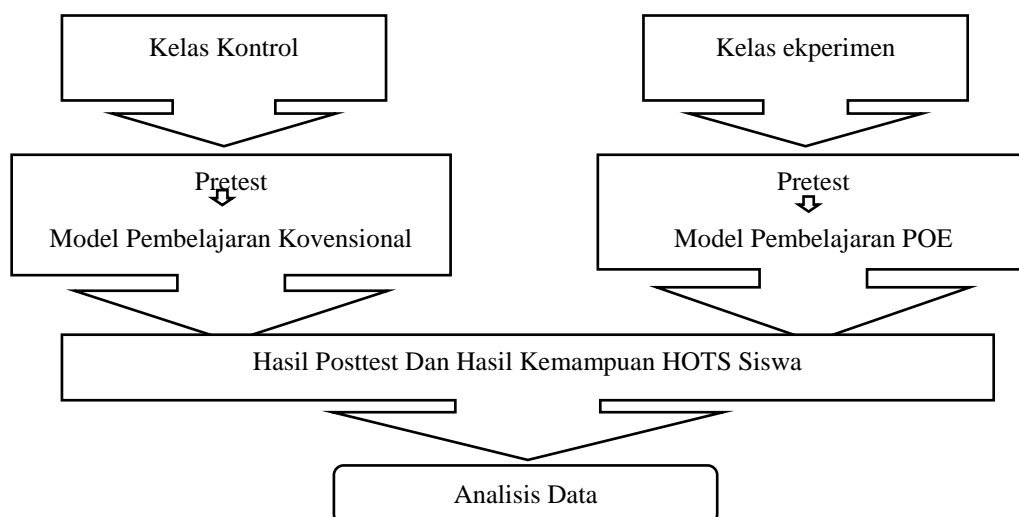 Kelas Kontrol
Kelas ekperimen
Pretest
Model Pembelajaran Kovensional
Pretest
Model Pembelajaran POE
Hasil Posttest Dan Hasil Kemampuan HOTS Siswa
Analisis Data